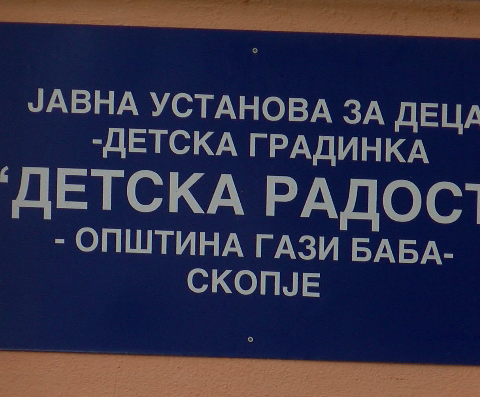 ЈАВНА УСТАНОВА ЗА ДЕЦА
-ДЕТСКА ГРАДИНКА
“ДЕТСКА РАДОСТ
- ОПШТИНА ГАЗИ БАБА-
СКОПЈЕ